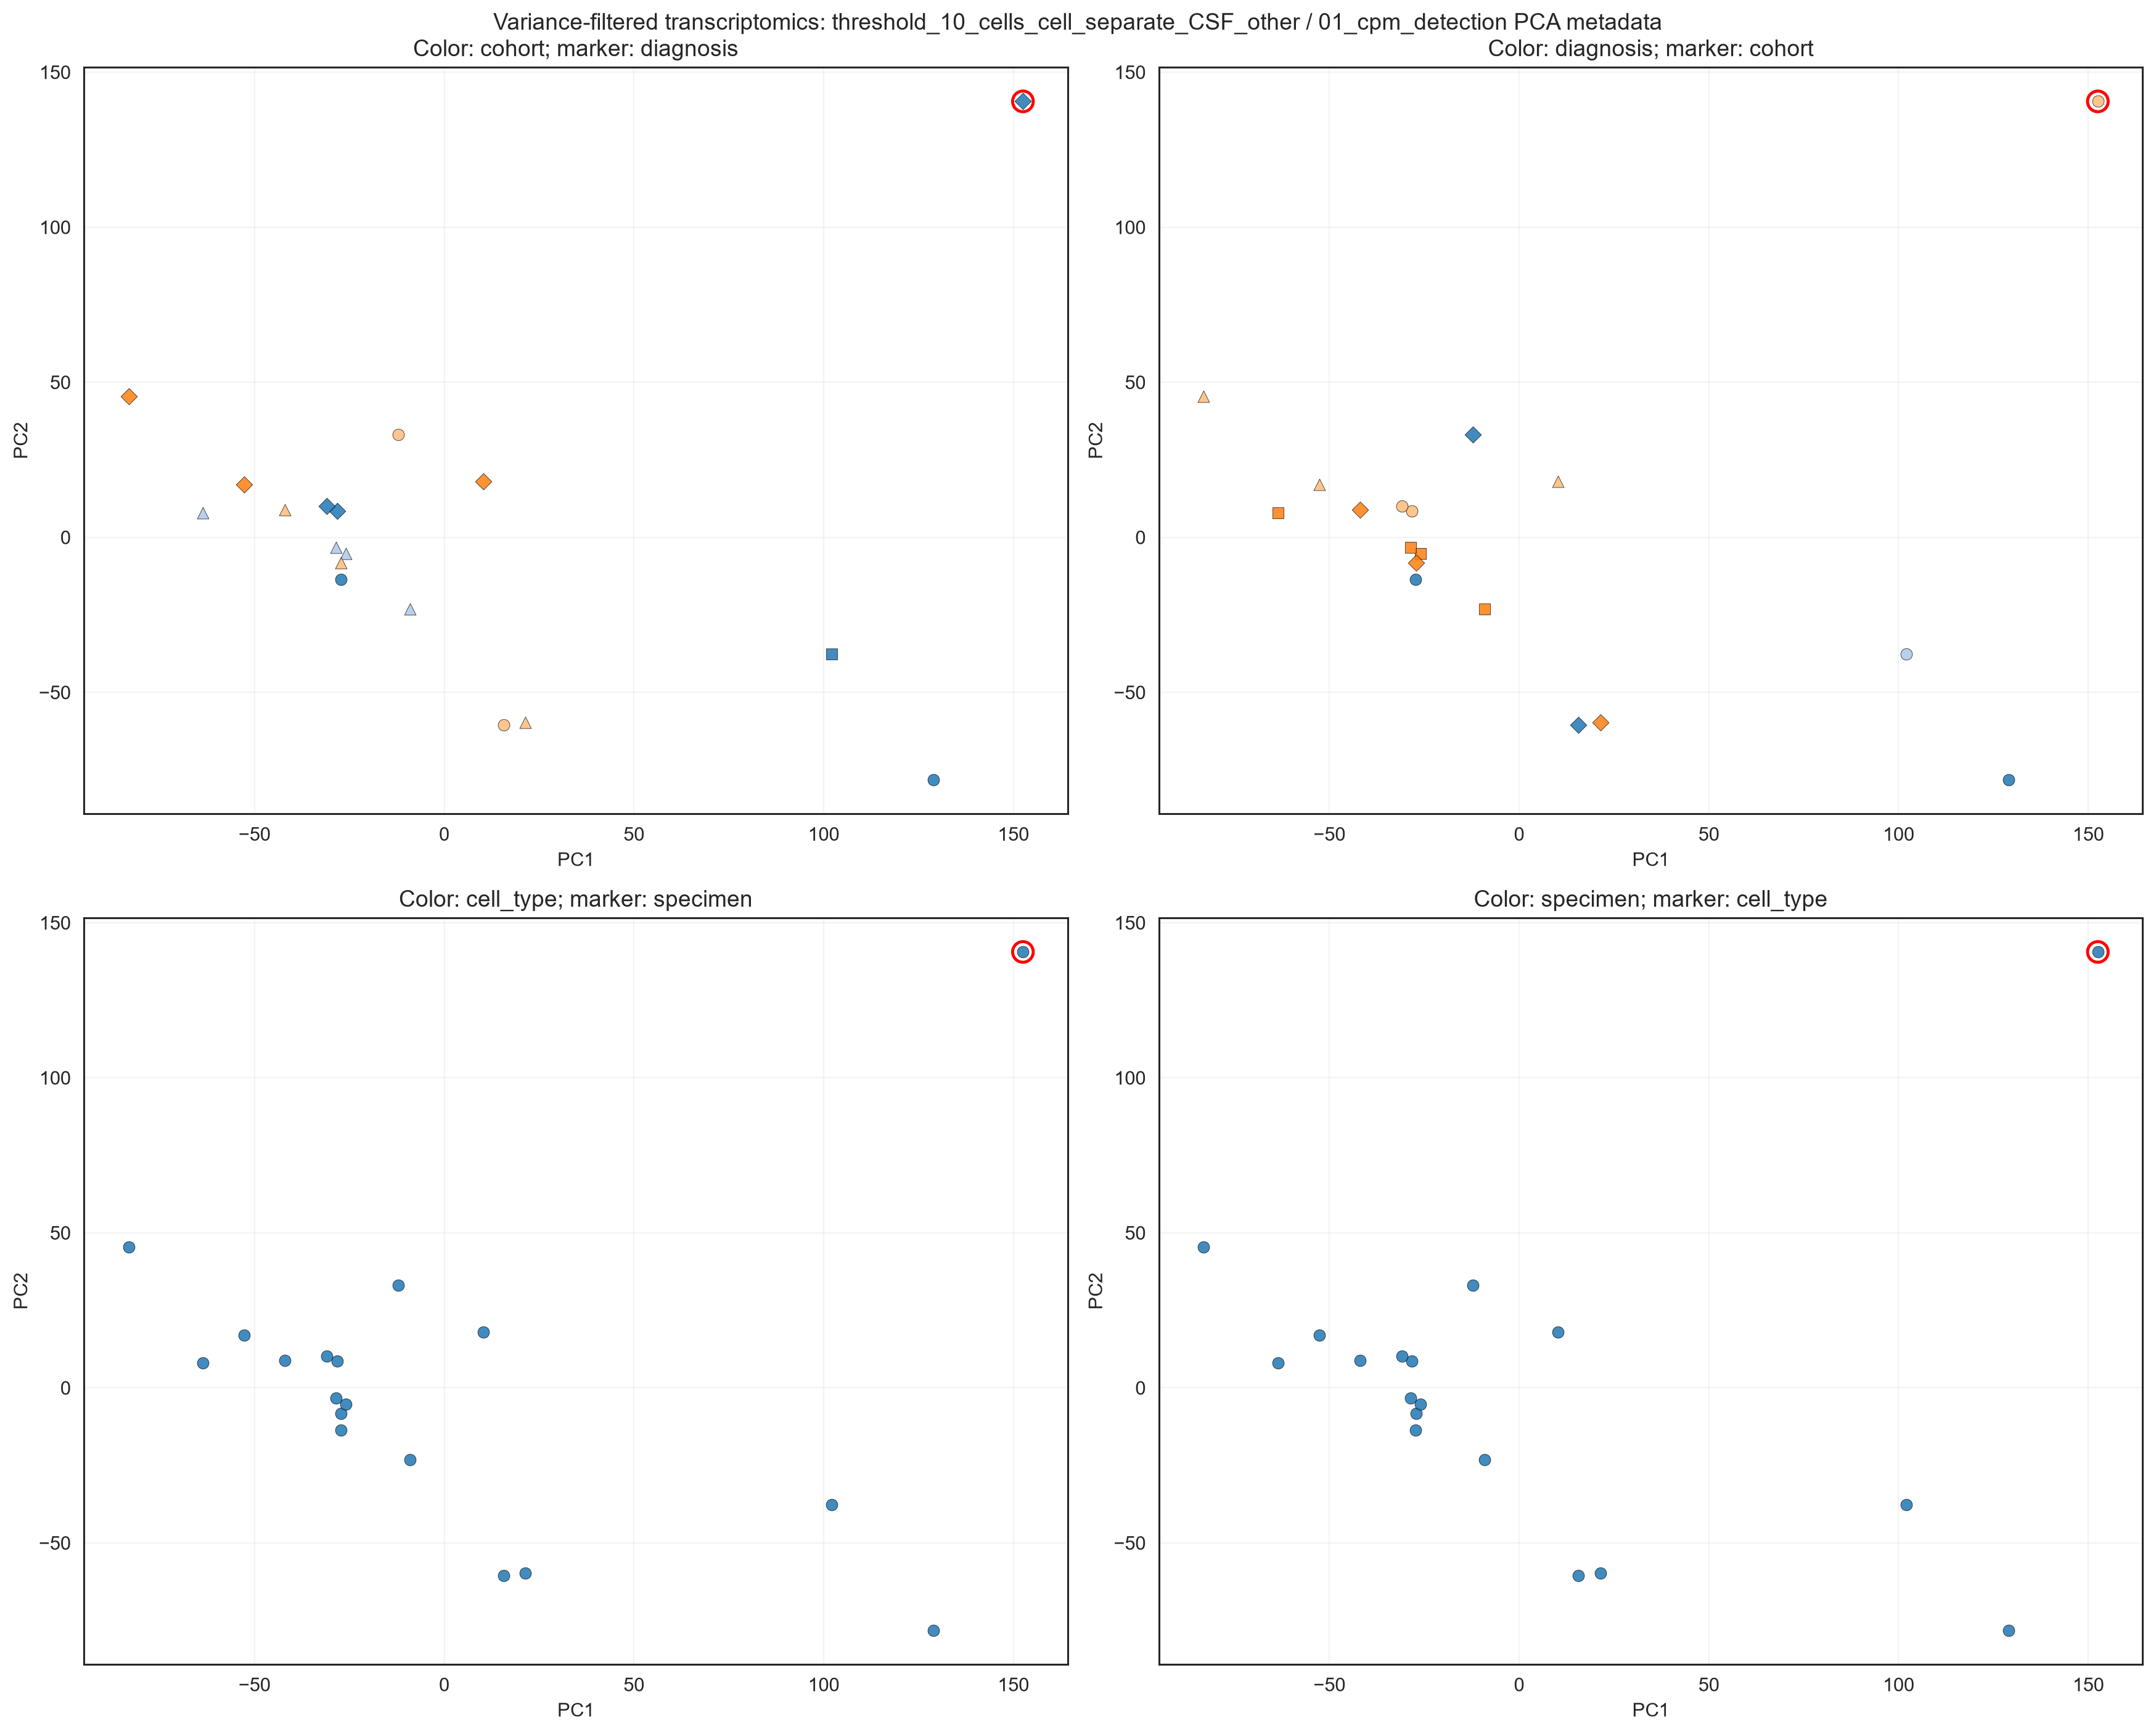 Variance-filtered transcriptomics: threshold_10_cells_cell_separate_CSF_other / 01_cpm_detection PCA metadata
Color: cohort; marker: diagnosis
150
100
50
0
−50
PC2
−50 0 50 100 150
PC1
Color: diagnosis; marker: cohort
150
100
50
0
−50
PC2
−50 0 50 100 150
PC1
Color: cell_type; marker: specimen
150
100
50
0
−50
PC2
−50 0 50 100 150
PC1
Color: specimen; marker: cell_type
150
100
50
0
−50
PC2
−50 0 50 100 150
PC1